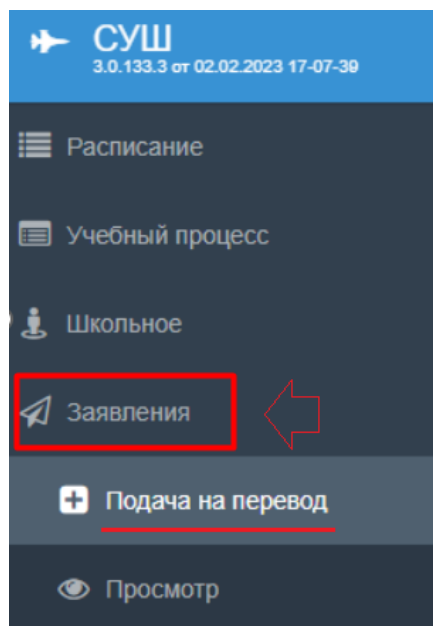 СУШ
3.0.133.3 от 02.02.2023 17-07-39
Расписание
Учебный процесс
Школьное
Заявления
Подача на перевод
Просмотр